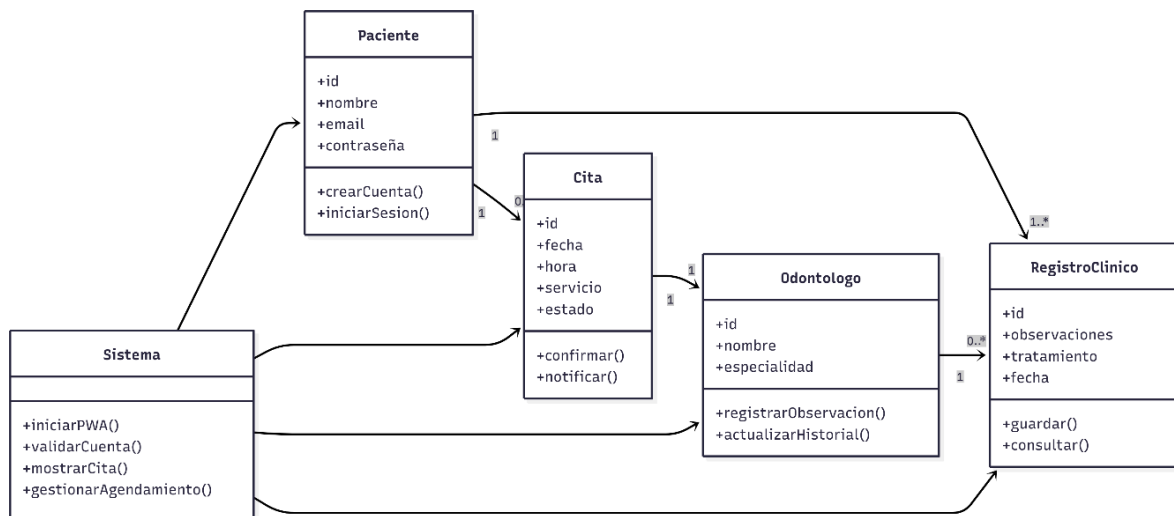 Paciente
+id
+nombre
+email
+contraseña
+crearCuenta()
+iniciarSesion()
1
1
0.
Cita
+id
+fecha
+hora
+servicio
+estado
+confirmar()
+notificar()
1
1
Odontologo
+id
+nombre
+especialidad
+registrarObservacion()
+actualizarHistorial()
1..*
0..*
1
RegistroClinico
+id
+observaciones
+tratamiento
+fecha
+guardar()
+consultar()
Sistema
+iniciarPWA()
+validarCuenta()
+mostrarCita()
+gestionarAgendamiento()